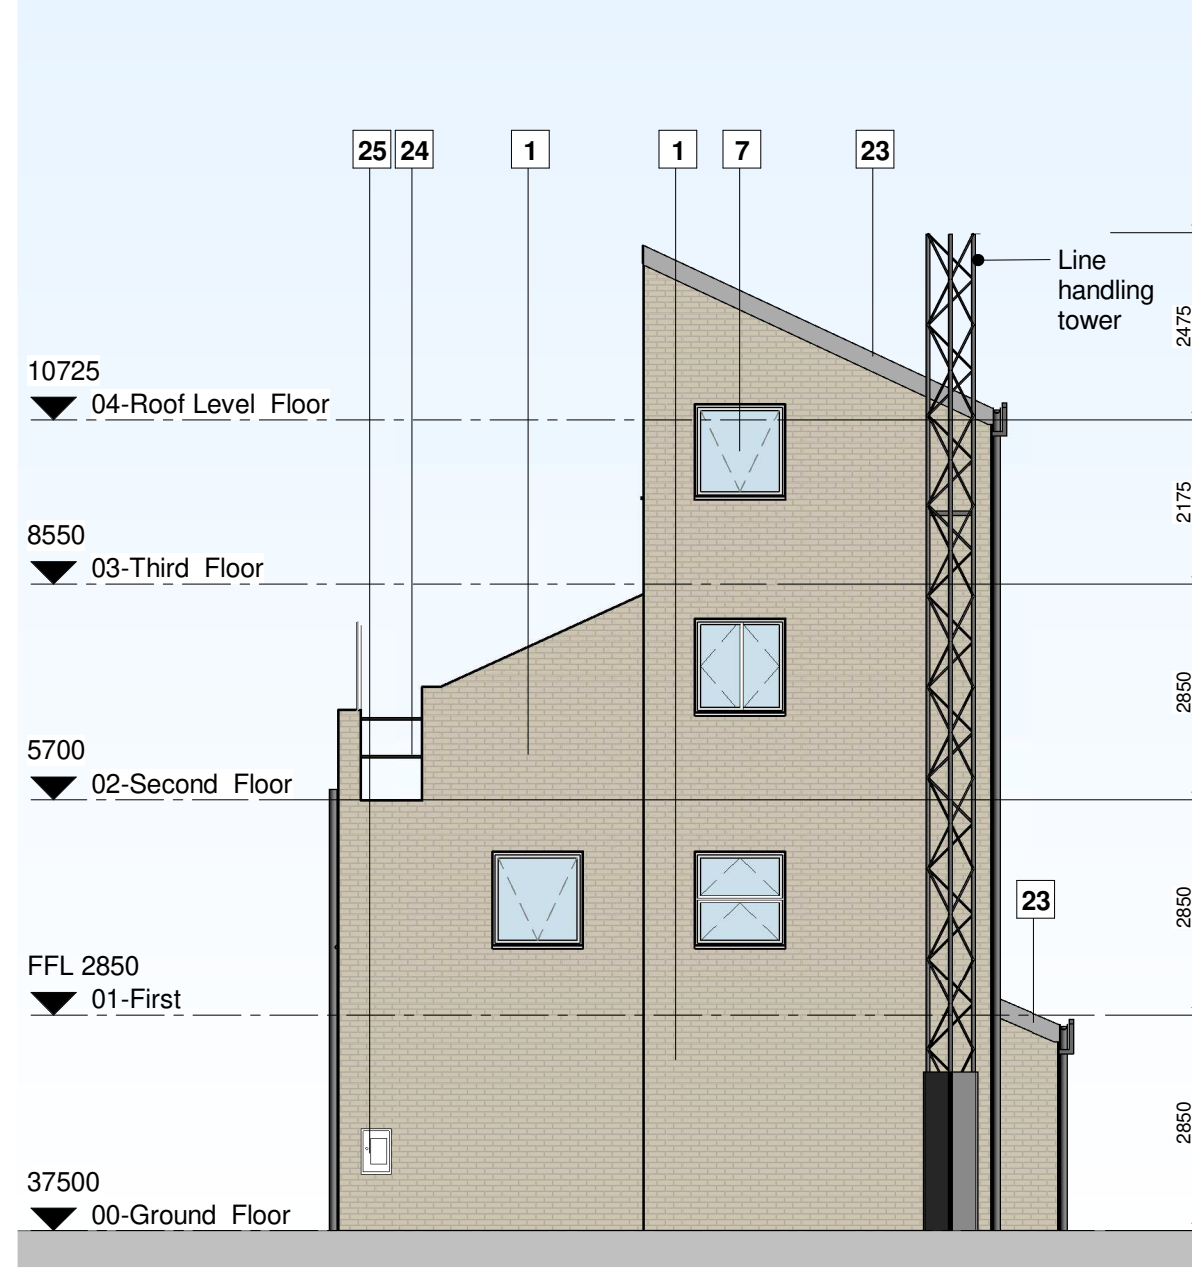 25 24 1 1 7 23
Line
handling
tower
2475
10725
04-Roof Level Floor
2175
8550
03-Third Floor
2850
5700
02-Second Floor
23
2850
FFL 2850
01-First
2850
37500
00-Ground Floor